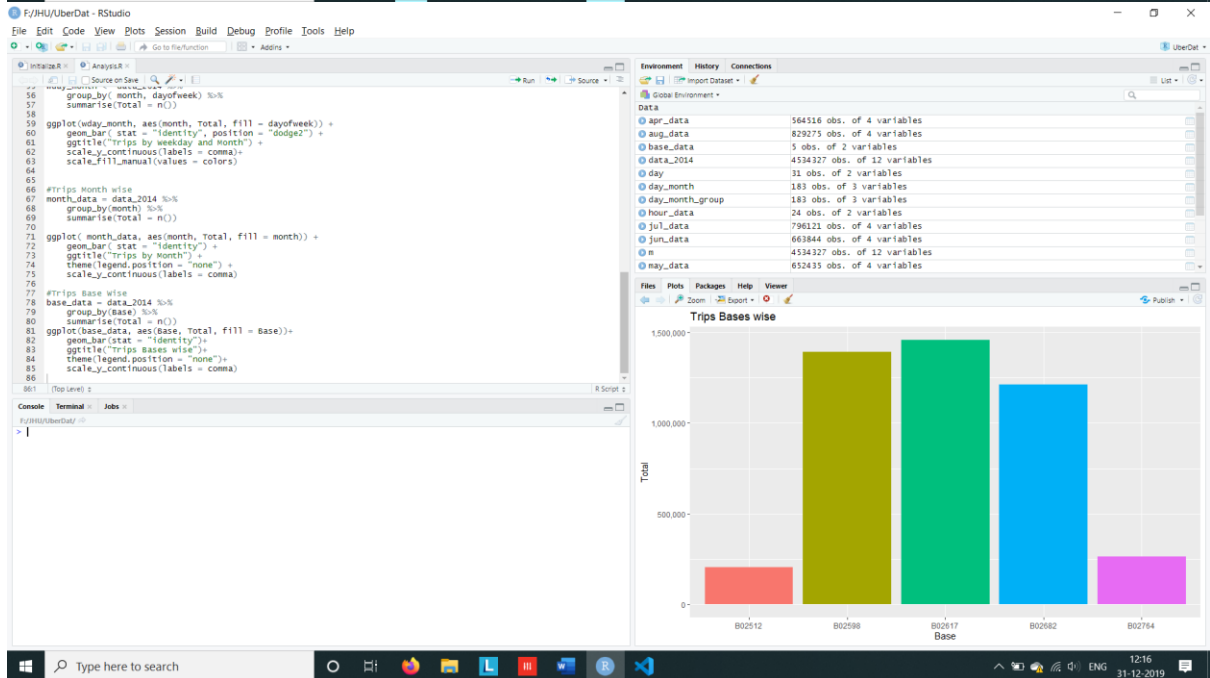 F:/JHU/UberDat - RStudio
File Edit Code View Plots Session Build Debug Profile Tools Help
Go to file/function Addins UberDat
Initialize.R Analysis.R
Source on Save Run Source
56 group_by( month, dayofweek) %>%
57 summarise(Total = n())
58
59 ggplot(wday_month, aes(month, Total, fill = dayofweek)) +
60 geom_bar( stat = "identity", position = "dodge2") +
61 ggtitle("Trips by Weekday and Month") +
62 scale_y_continuous(labels = comma)+
63 scale_fill_manual(values = colors)
64
65
66 #Trips Month wise
67 month_data = data_2014 %>%
68 group_by(month) %>%
69 summarise(Total = n())
70
71 ggplot( month_data, aes(month, Total, fill = month)) +
72 geom_bar( stat = "identity") +
73 ggtitle("Trips by Month") +
74 theme(legend.position = "none") +
75 scale_y_continuous(labels = comma)
76
77 #Trips Base Wise
78 base_data = data_2014 %>%
79 group_by(Base) %>%
80 summarise(Total = n())
81 ggplot(base_data, aes(Base, Total, fill = Base))+
82 geom_bar(stat = "identity")+
83 ggtitle("Trips Bases wise")+
84 theme(legend.position = "none")+
85 scale_y_continuous(labels = comma)
86
86:1 (Top Level) R Script
Console Terminal Jobs
F:/JHU/UberDat/
>
Environment History Connections
Import Dataset List
Global Environment
Data
apr_data 564516 obs. of 4 variables
aug_data 829275 obs. of 4 variables
base_data 5 obs. of 2 variables
data_2014 4534327 obs. of 12 variables
day 31 obs. of 2 variables
day_month 183 obs. of 3 variables
day_month_group 183 obs. of 3 variables
hour_data 24 obs. of 2 variables
jul_data 796121 obs. of 4 variables
jun_data 663844 obs. of 4 variables
m 4534327 obs. of 12 variables
may_data 652435 obs. of 4 variables
Files Plots Packages Help Viewer
Zoom Export Publish
Trips Bases wise
1,500,000
1,000,000
Total
500,000
0
B02512 B02598 B02617 B02682 B02764
Base
Type here to search
ENG
12:16
31-12-2019